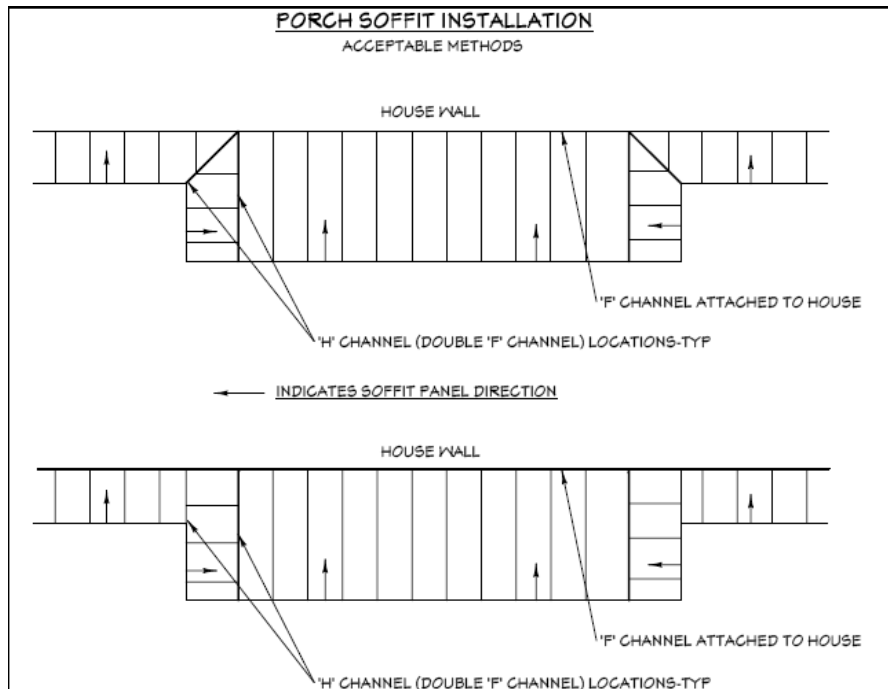 PORCH SOFFIT INSTALLATION
ACCEPTABLE METHODS
HOUSE WALL
'F' CHANNEL ATTACHED TO HOUSE
'H' CHANNEL (DOUBLE 'F' CHANNEL) LOCATIONS-TYP
INDICATES SOFFIT PANEL DIRECTION
HOUSE WALL
'F' CHANNEL ATTACHED TO HOUSE
'H' CHANNEL (DOUBLE 'F' CHANNEL) LOCATIONS-TYP